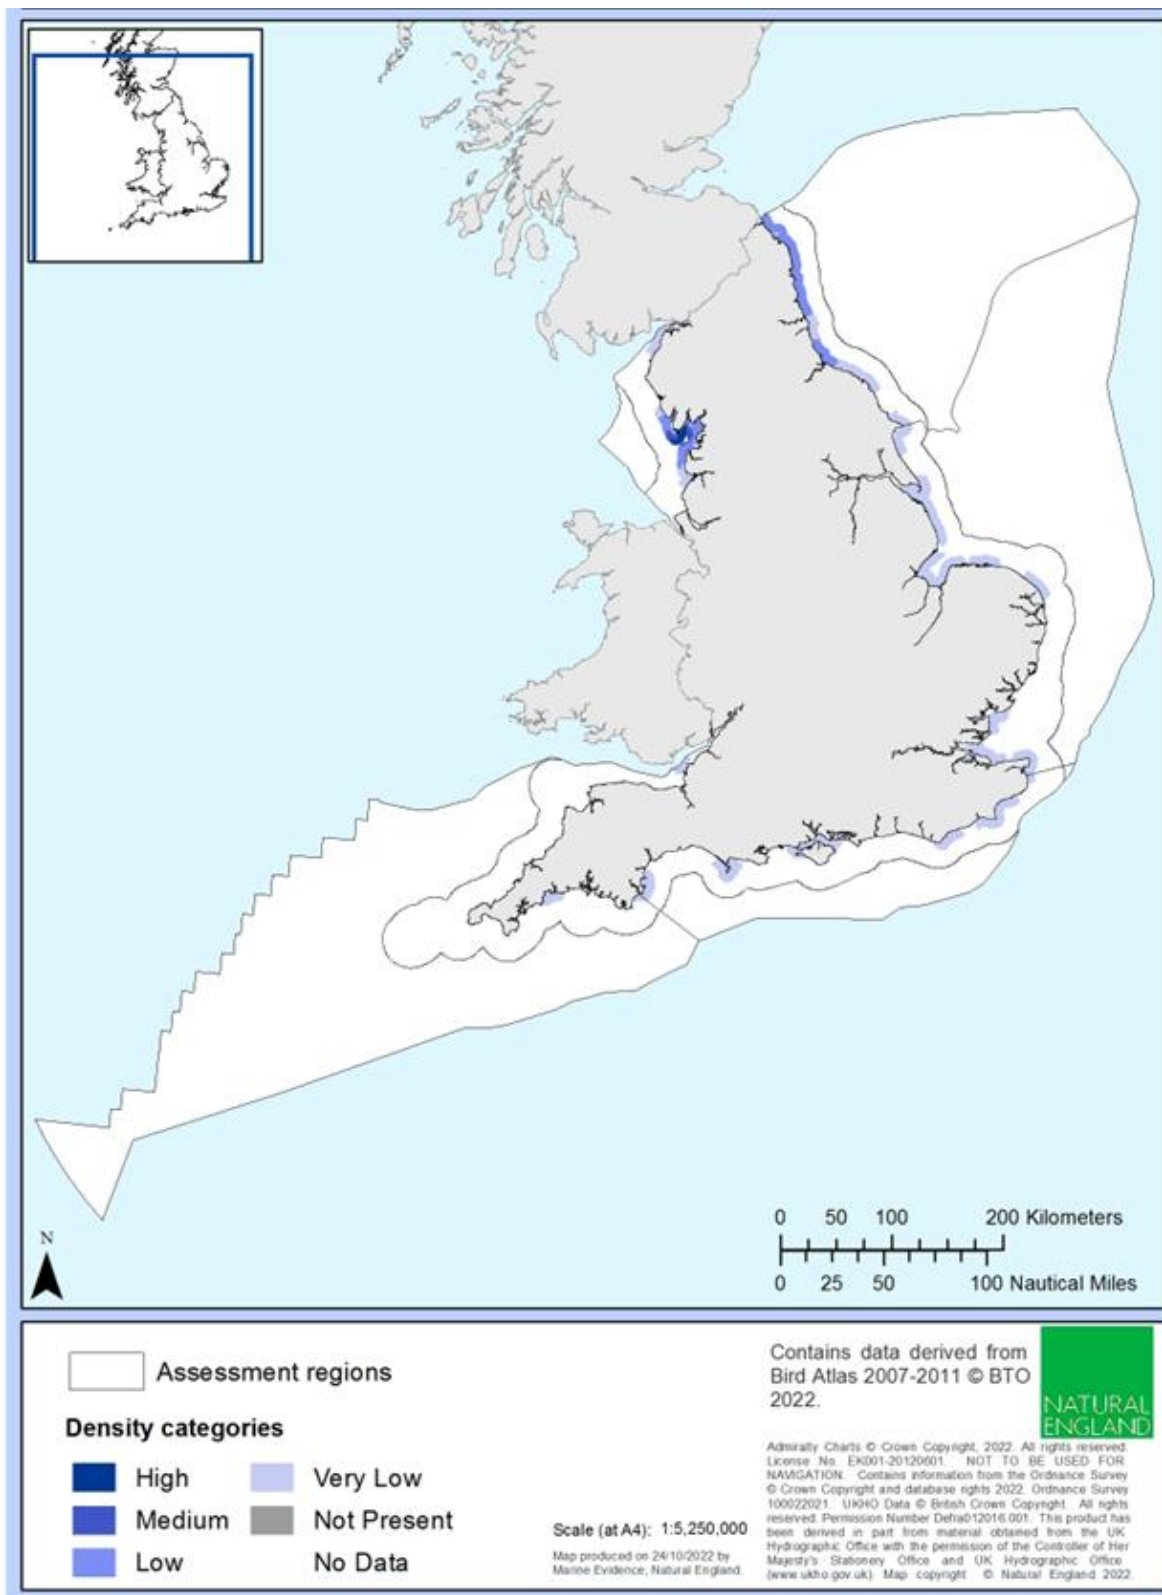 N
0 50 100 200 Kilometers
0 25 50 100 Nautical Miles
Assessment regions
Density categories
High
Medium
Low
Very Low
Not Present
No Data
Scale (at A4): 1:5,250,000
Map produced on 24/10/2022 by
Marine Evidence, Natural England.
Contains data derived from
Bird Atlas 2007-2011 © BTO
2022.
NATURAL
ENGLAND
Admiralty Charts © Crown Copyright, 2022. All rights reserved.
License No. EK001-20120601. NOT TO BE USED FOR
NAVIGATION. Contains information from the Ordnance Survey
© Crown Copyright and database rights 2022. Ordnance Survey
100022021. UKHO Data © British Crown Copyright. All rights
reserved. Permission Number Defra012016.001. This product has
been derived in part from material obtained from the UK
Hydrographic Office with the permission of the Controller of Her
Majesty's Stationery Office and UK Hydrographic Office
(www.ukho.gov.uk). Map copyright © Natural England 2022